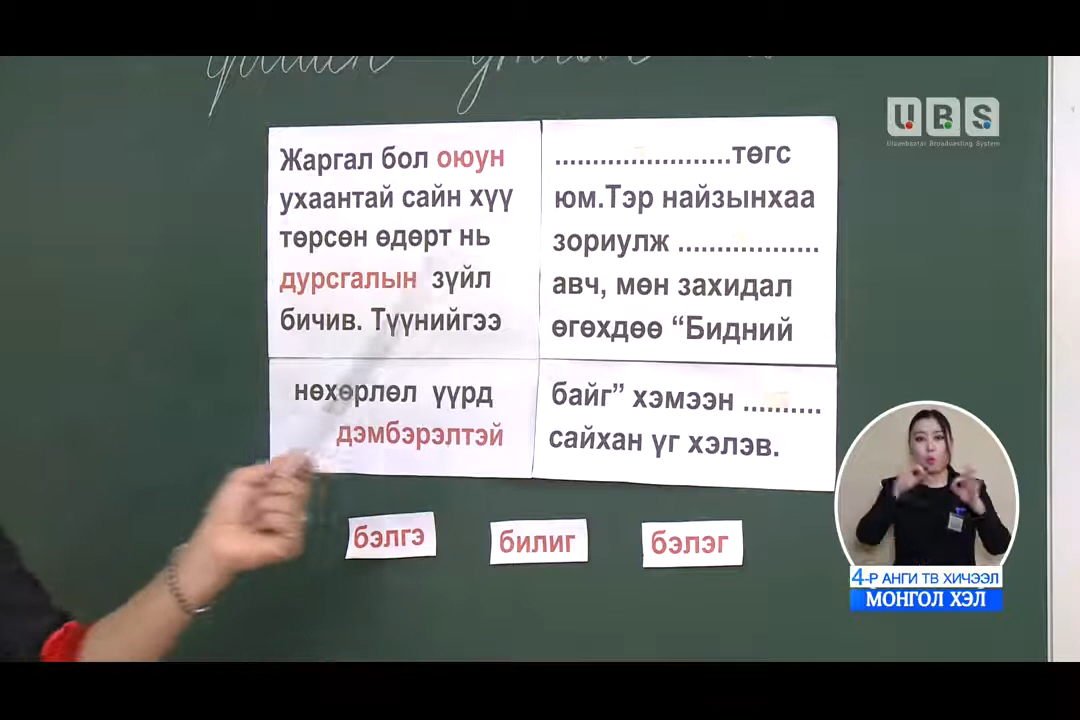 UBS
Ulaanbaatar Broadcasting System
Жаргал бол оюун
ухаантай сайн хүү
төрсөн өдөрт нь
дурсгалын зүйл
бичив. Түүнийгээ
.......................төгс
юм.Тэр найзынхаа
зориулж ..................
авч, мөн захидал
өгөхдөө “Бидний
нөхөрлөл үүрд
дэмбэрэлтэй
байг” хэмээн ..........
сайхан үг хэлэв.
бэлгэ
билиг
бэлэг
4-Р АНГИ ТВ ХИЧЭЭЛ
МОНГОЛ ХЭЛ